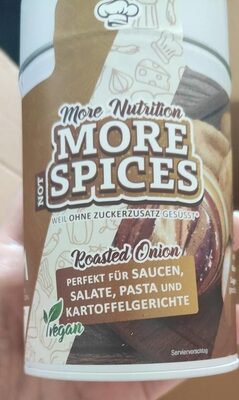 More Nutrition
MORE
NOT SPICES
WEIL OHNE ZUCKERZUSATZ GESÜSST*
Roasted Onion
PERFEKT FÜR SAUCEN,
SALATE, PASTA UND
KARTOFFELGERICHTE
Vegan
Serviervorschlag